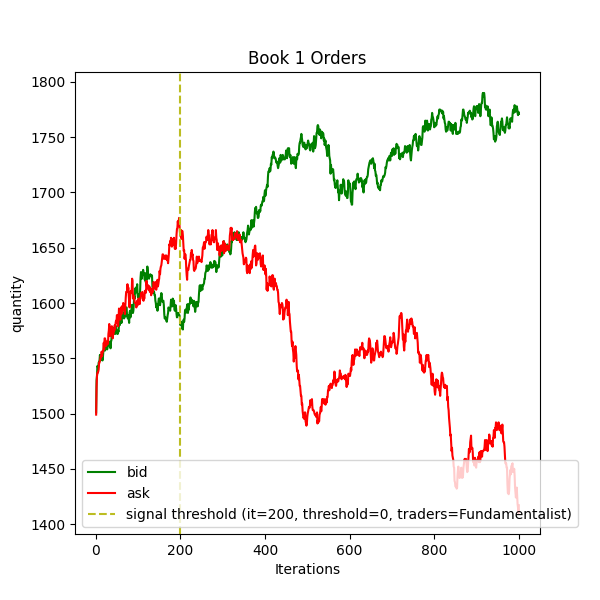 Book 1 Orders
1800
1750
1700
1650
1600
1550
1500
1450
1400
quantity
bid
ask
signal threshold (it=200, threshold=0, traders=Fundamentalist)
0
200
400
600
800
1000
Iterations